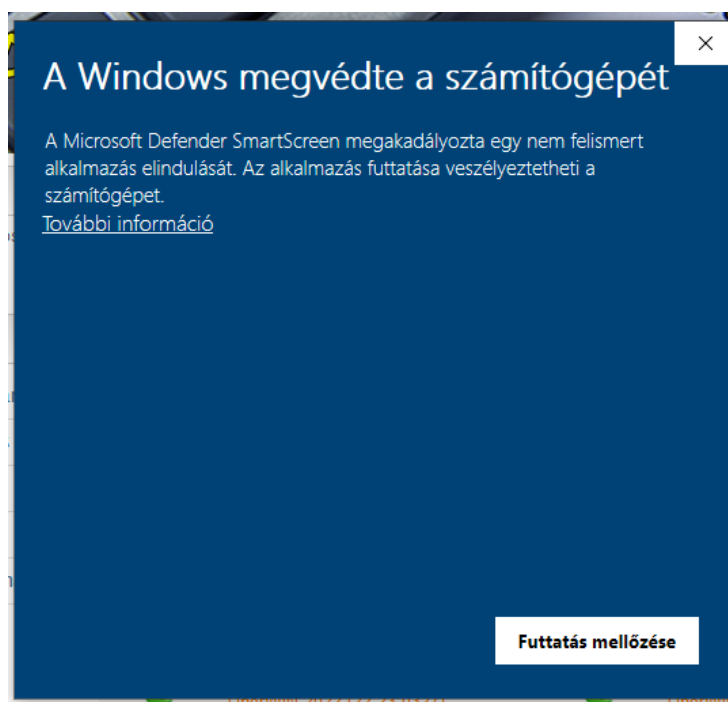 A Windows megvédte a számítógépét
A Microsoft Defender SmartScreen megakadályozta egy nem felismert
alkalmazás elindulását. Az alkalmazás futtatása veszélyeztetheti a
számítógépet.
További információ
Futtatás mellőzése